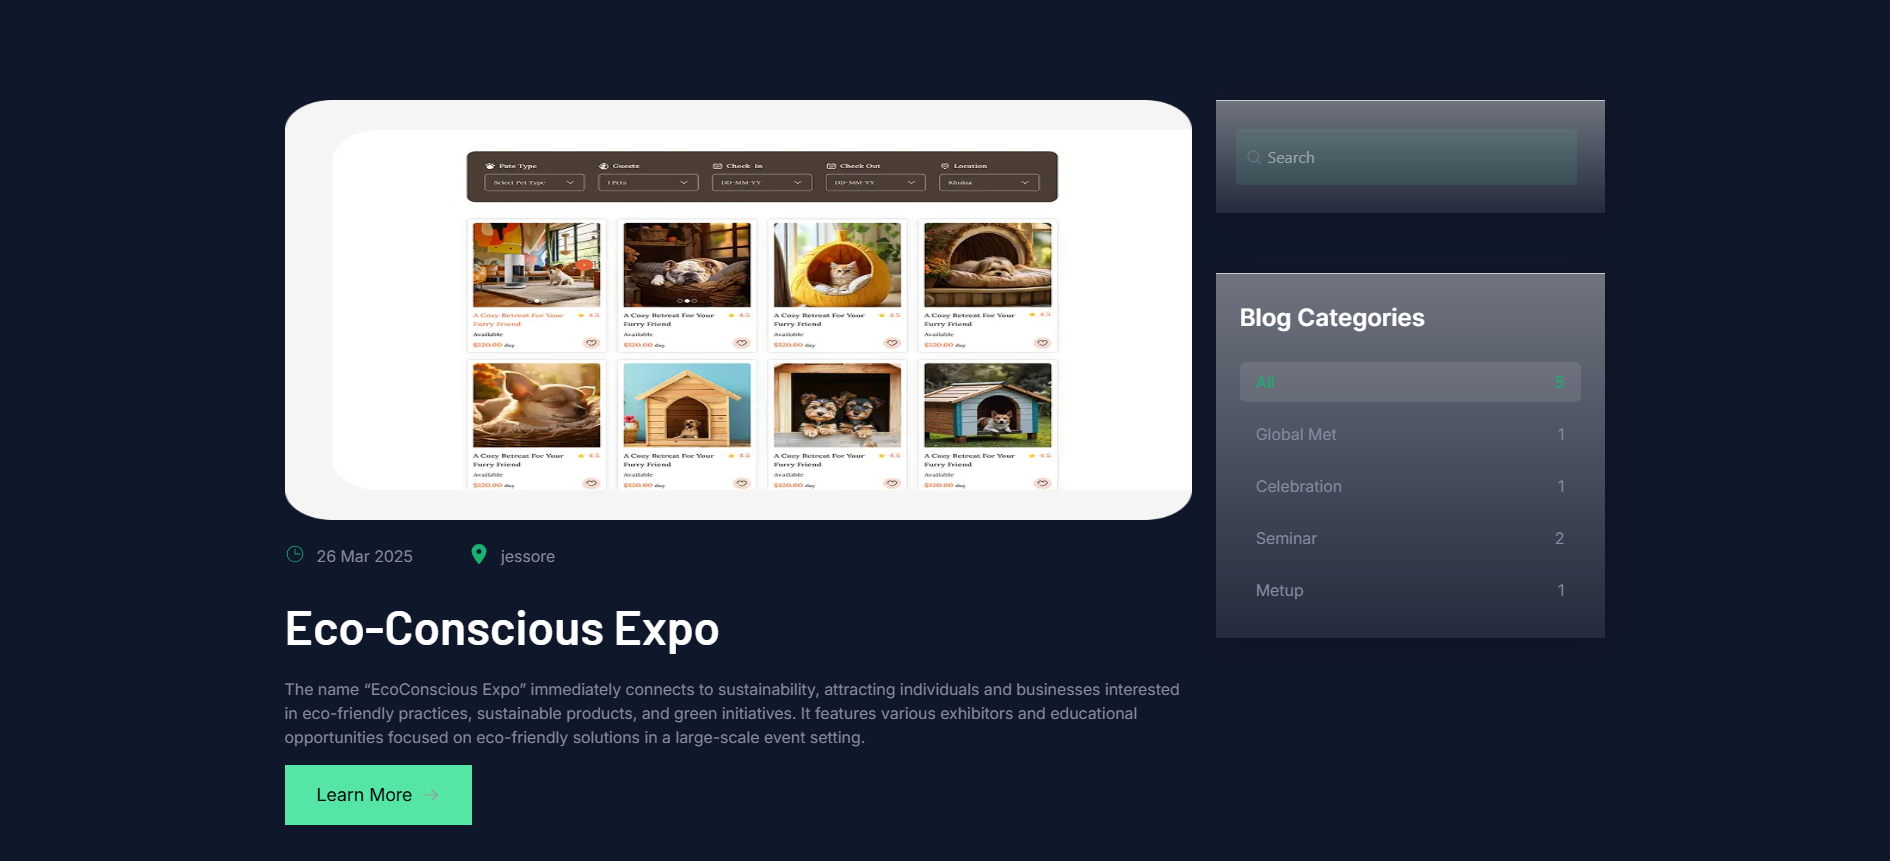 Pate Type
Guests
Check In
Check Out
Location
Select Pet Type
1 Pets
DD-MM-YY
DD-MM-YY
Khulna
A Cozy Retreat For Your Furry Friend
4.5
Available
$120.00 day
A Cozy Retreat For Your Furry Friend
4.5
Available
$120.00 day
A Cozy Retreat For Your Furry Friend
4.5
Available
$120.00 day
A Cozy Retreat For Your Furry Friend
4.5
Available
$120.00 day
A Cozy Retreat For Your Furry Friend
4.5
Available
$120.00 day
A Cozy Retreat For Your Furry Friend
4.5
Available
$120.00 day
A Cozy Retreat For Your Furry Friend
4.5
Available
$120.00 day
A Cozy Retreat For Your Furry Friend
4.5
Available
$120.00 day
26 Mar 2025
jessore
Eco-Conscious Expo
The name “EcoConscious Expo” immediately connects to sustainability, attracting individuals and businesses interested
in eco-friendly practices, sustainable products, and green initiatives. It features various exhibitors and educational
opportunities focused on eco-friendly solutions in a large-scale event setting.
Learn More
Search
Blog Categories
All 5
Global Met 1
Celebration 1
Seminar 2
Metup 1